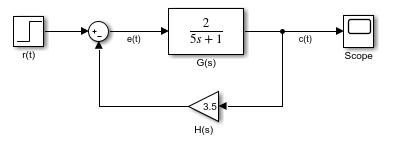 r(t)
+
-
e(t)
2
5s + 1
G(s)
c(t)
Scope
3.5
H(s)